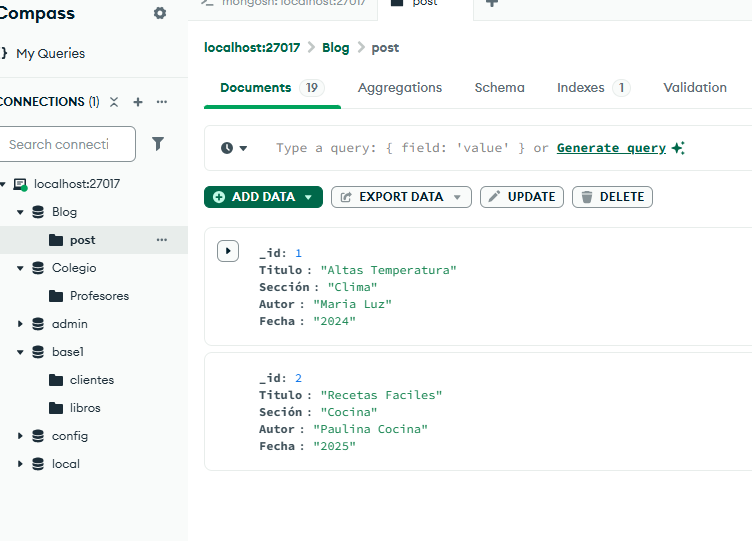 Compass
My Queries
CONNECTIONS (1)
Search connecti
localhost:27017
Blog
post
Colegio
Profesores
admin
base1
clientes
libros
config
local
mongosh: localhost:27017
post
localhost:27017 > Blog > post
Documents 19 Aggregations Schema Indexes 1 Validation
Type a query: { field: 'value' } or Generate query
ADD DATA EXPORT DATA UPDATE DELETE
_id: 1
Titulo : "Altas Temperatura"
Sección : "Clima"
Autor : "Maria Luz"
Fecha : "2024"
_id: 2
Titulo : "Recetas Faciles"
Seción : "Cocina"
Autor : "Paulina Cocina"
Fecha : "2025"